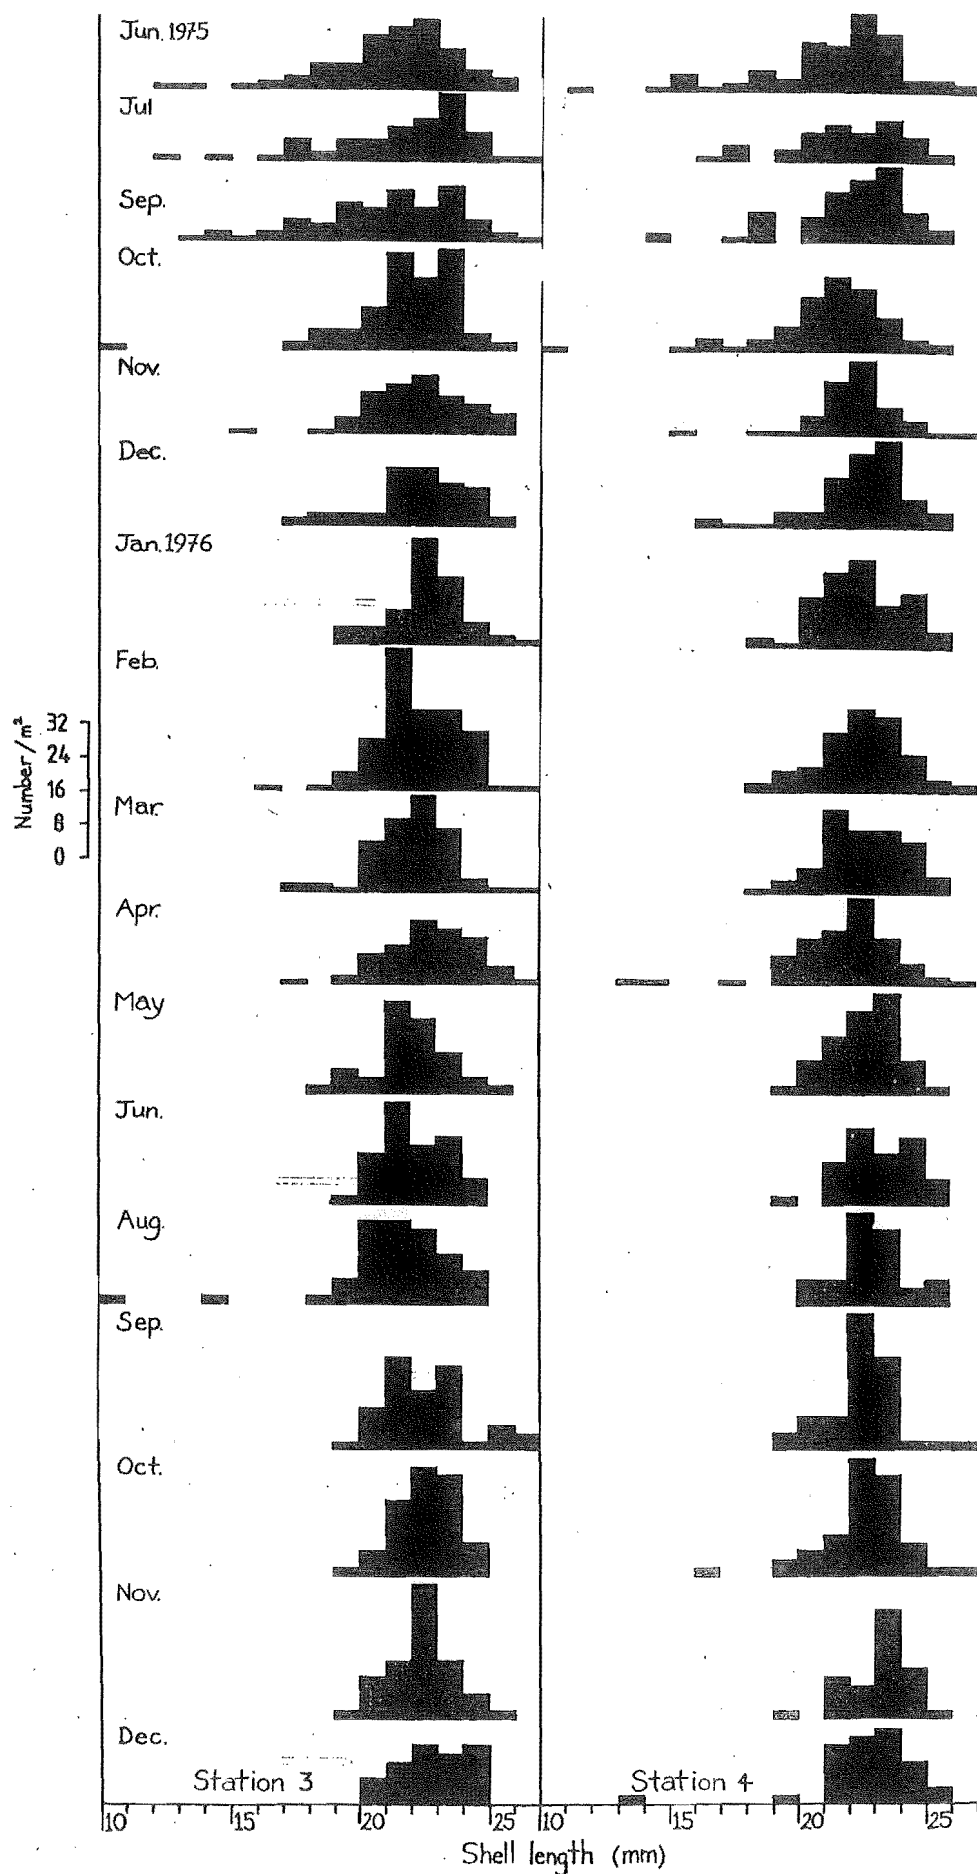 Jun. 1975
Jul
Sep.
Oct.
Nov.
Dec.
Jan. 1976
Feb.
Number/m²
32
24
16
8
0
Mar.
Apr.
May
Jun.
Aug.
Sep.
Oct.
Nov.
Dec.
Station 3
Station 4
10 20 25 10 15 20 25
Shell length (mm)